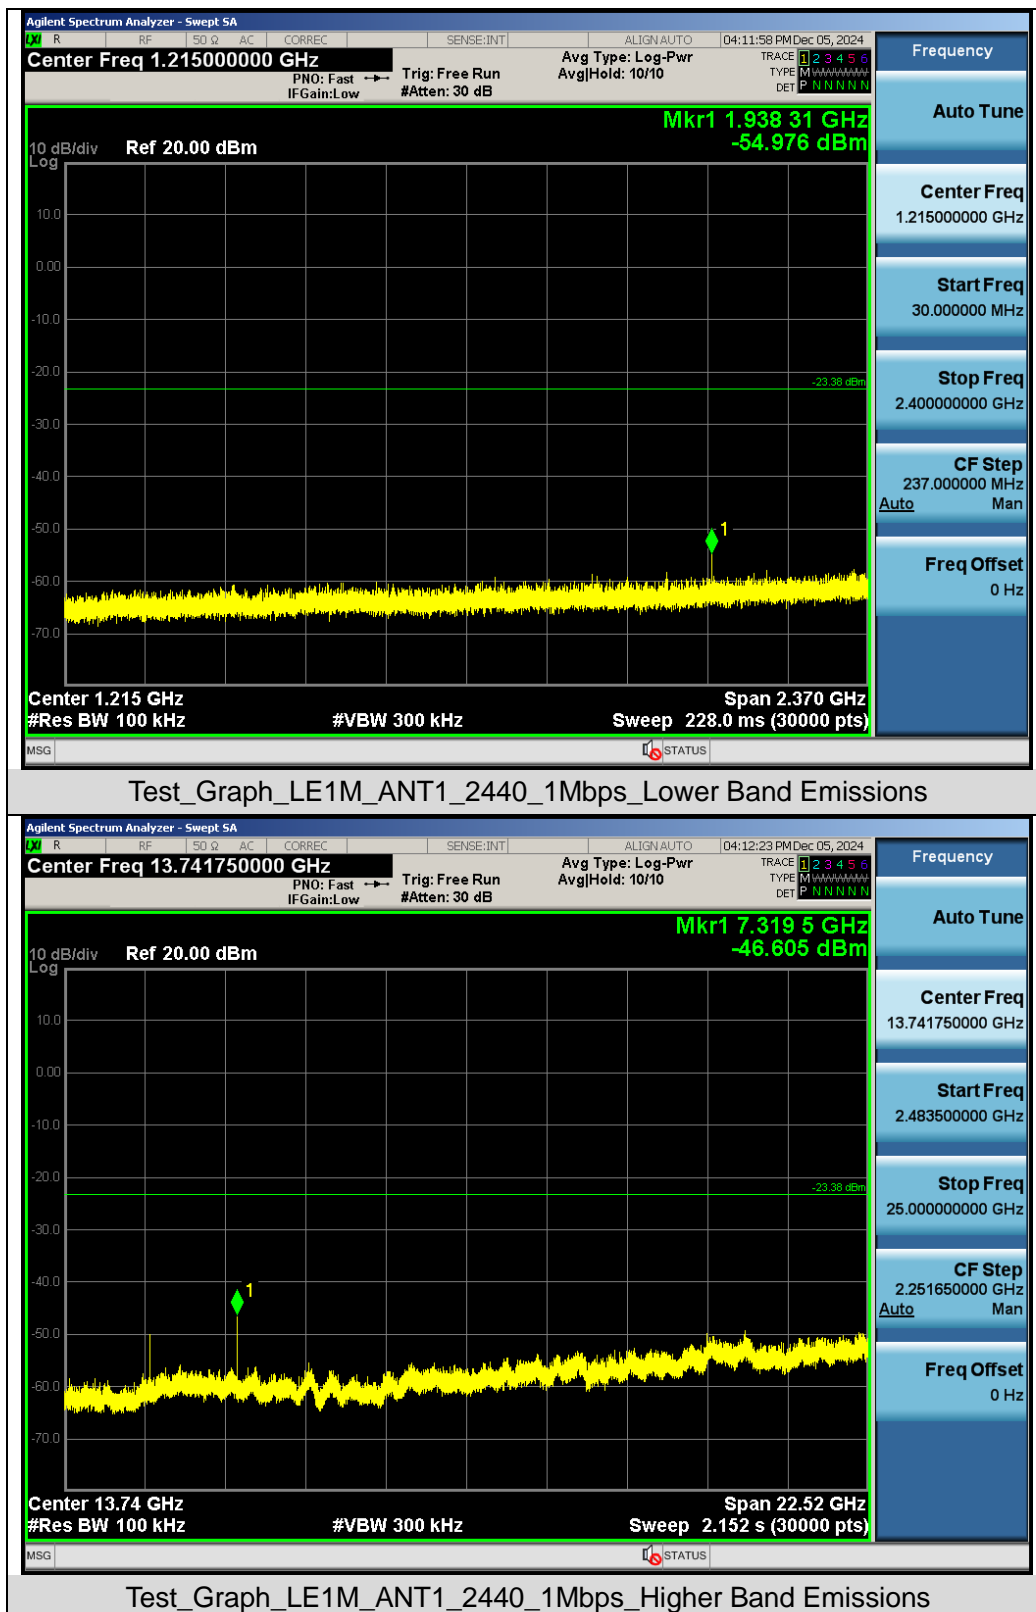 Agilent Spectrum Analyzer - Swept SA
LXI R RF 50 Ω AC CORREC SENSE:INT ALIGN AUTO 04:11:58 PM Dec 05, 2024
Center Freq 1.215000000 GHz
PNO: Fast
IFGain:Low
Trig: Free Run
#Atten: 30 dB
Avg Type: Log-Pwr
Avg|Hold: 10/10
TRACE 1 2 3 4 5 6
TYPE M WWWWW
DET P N N N N N
Mkr1 1.938 31 GHz
-54.976 dBm
10 dB/div Ref 20.00 dBm
Log
10.0
0.00
-10.0
-20.0
-23.38 dBm
-30.0
-40.0
-50.0
1
-60.0
-70.0
Center 1.215 GHz Span 2.370 GHz
#Res BW 100 kHz #VBW 300 kHz Sweep 228.0 ms (30000 pts)
MSG STATUS
Frequency
Auto Tune
Center Freq
1.215000000 GHz
Start Freq
30.000000 MHz
Stop Freq
2.400000000 GHz
CF Step
237.000000 MHz
Auto Man
Freq Offset
0 Hz
Test_Graph_LE1M_ANT1_2440_1Mbps_Lower Band Emissions
Agilent Spectrum Analyzer - Swept SA
LXI R RF 50 Ω AC CORREC SENSE:INT ALIGN AUTO 04:12:23 PM Dec 05, 2024
Center Freq 13.741750000 GHz
PNO: Fast
IFGain:Low
Trig: Free Run
#Atten: 30 dB
Avg Type: Log-Pwr
Avg|Hold: 10/10
TRACE 1 2 3 4 5 6
TYPE M WWWWW
DET P N N N N N
Mkr1 7.319 5 GHz
-46.605 dBm
10 dB/div Ref 20.00 dBm
Log
10.0
0.00
-10.0
-20.0
-23.38 dBm
-30.0
-40.0
1
-50.0
-60.0
-70.0
Center 13.74 GHz Span 22.52 GHz
#Res BW 100 kHz #VBW 300 kHz Sweep 2.152 s (30000 pts)
MSG STATUS
Frequency
Auto Tune
Center Freq
13.741750000 GHz
Start Freq
2.483500000 GHz
Stop Freq
25.000000000 GHz
CF Step
2.251650000 GHz
Auto Man
Freq Offset
0 Hz
Test_Graph_LE1M_ANT1_2440_1Mbps_Higher Band Emissions